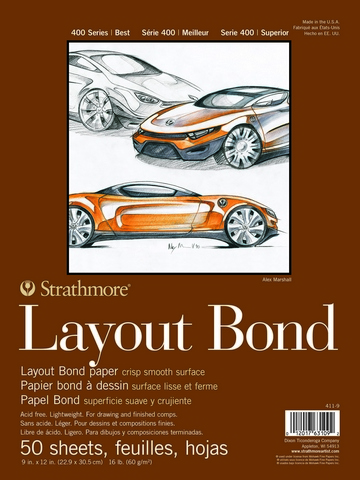 400 Series | Best    Série 400 | Meilleur    Serie 400 | Superior
Made in the U.S.A.
Fabriqué aux États-Unis
Hecho en EE. UU.
Alex Marshall
Strathmore®
Layout Bond
Layout Bond paper crisp smooth surface
Papier bond à dessin surface lisse et ferme
Papel Bond superficie suave y crujiente
Acid free. Lightweight. For drawing and finished comps.
Sans acide. Léger. Pour dessins et compositions finies.
Libre de ácido. Ligero. Para dibujos y composiciones terminadas.
50 sheets, feuilles, hojas
9 in. x 12 in. (22.9 x 30.5 cm)  16 lb. (60 g/m²)
411-9
Dixon Ticonderoga Company
Appleton, WI 54913
www.strathmoreartist.com